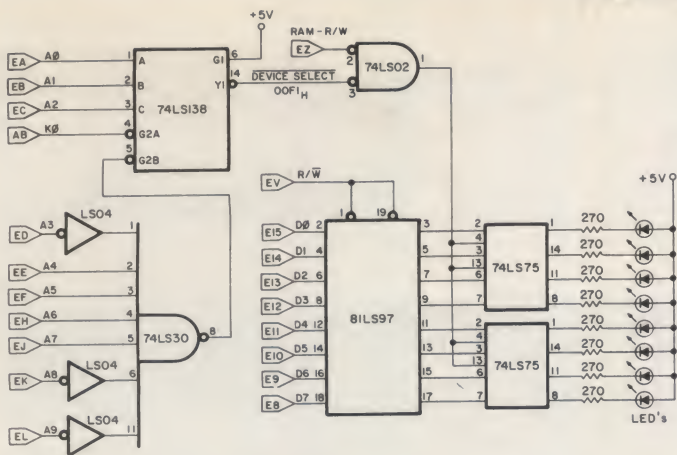 +5V
RAM-R/W
EZ
2
3
1
74LS02
EA AØ 1 A
EB A1 2 B
EC A2 3 C
AB KØ 4 G2A
5 G2B
G1 6
Y1 14
74LS138
DEVICE SELECT
00F1H
EV R/W
1 19
+5V
ED A3
LS04
1
EE A4 2
EF A5 3
EH A6 4
EJ A7 5
EK A8
LS04
6
EL A9
LS04
11
74LS30
8
E15 DØ 2
E14 D1 4
E13 D2 6
E12 D3 8
E11 D4 12
E10 D5 14
E9 D6 16
E8 D7 18
81LS97
3
5
7
9
11
13
15
17
2
4
3
13
6
7
74LS75
1
14
11
8
2
4
3
13
6
7
74LS75
1
14
11
8
270
270
270
270
270
270
270
270
LED's